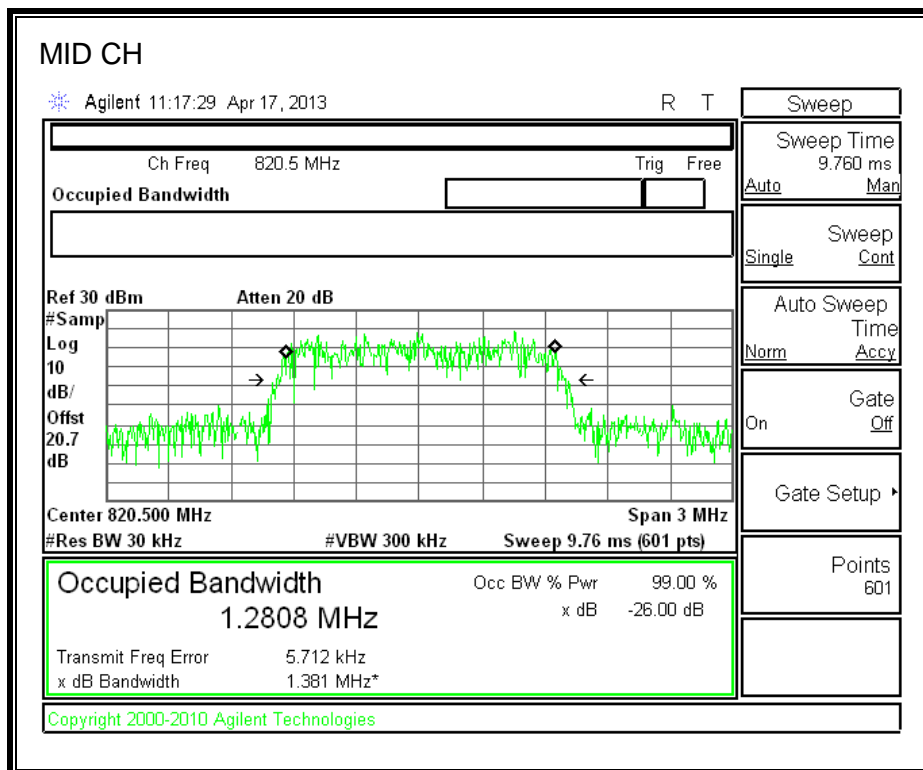 MID CH
Agilent 11:17:29 Apr 17, 2013 R T
Ch Freq 820.5 MHz Trig Free
Occupied Bandwidth
Ref 30 dBm Atten 20 dB
#Samp
Log
10
dB/
Offst
20.7
dB
Center 820.500 MHz Span 3 MHz
#Res BW 30 kHz #VBW 300 kHz Sweep 9.76 ms (601 pts)
Occupied Bandwidth
1.2808 MHz
Occ BW % Pwr 99.00 %
x dB -26.00 dB
Transmit Freq Error 5.712 kHz
x dB Bandwidth 1.381 MHz*
Copyright 2000-2010 Agilent Technologies
Sweep
Sweep Time
9.760 ms
Auto Man
Sweep
Single Cont
Auto Sweep
Time
Norm Accy
Gate
On Off
Gate Setup
Points
601